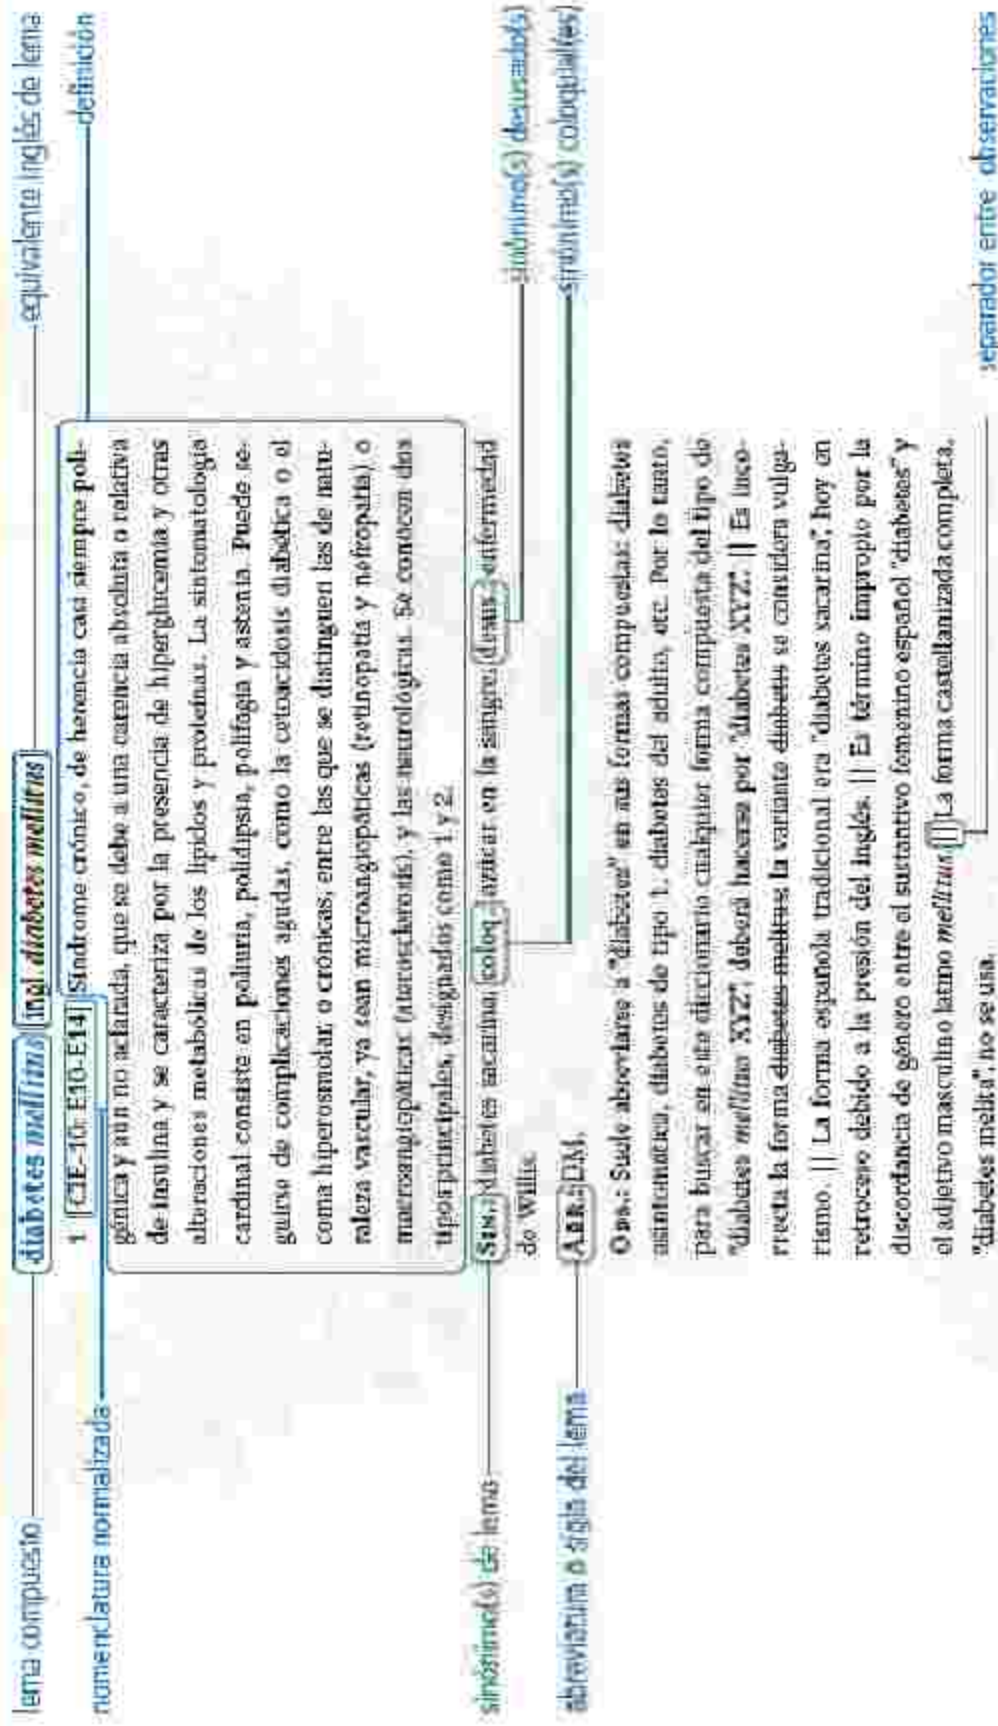 lema compuesto
diabetes mellitus
ingl. diabetes mellitus
equivalente inglés de lema
nomenclatura normalizada
1 [CIE-10: E10-E14] Síndrome crónico, de herencia casi siempre poli-
definición
génica y aún no aclarada, que se debe a una carencia absoluta o relativa
de insulina y se caracteriza por la presencia de hiperglucemia y otras
alteraciones metabólicas de los lípidos y proteínas. La sintomatología
cardinal consiste en poliuria, polidipsia, polifagia y astenia. Puede se-
guirse de complicaciones agudas, como la cetoacidosis diabética o el
coma hiperosmolar, o crónicas, entre las que se distinguen las de natu-
raleza vascular, ya sean microangiopáticas (retinopatía y nefropatía) o
macroangiopáticas (aterosclerosis), y las neurológicas. Se conocen dos
tipos principales, designados como 1 y 2.
sinónimo(s) de lema
SIN.: diabetes sacarina; coloq.: azúcar en la sangre; desus.: enfermedad
de Willis.
sinónimo(s) desusado(s)
sinónimo(s) coloquial(es)
abreviatura o sigla del lema
ABR.: DM.
OBS.: Suele abreviarse a "diabetes" en sus formas compuestas: diabetes
asintomática, diabetes de tipo 1, diabetes del adulto, etc. Por lo tanto,
para buscar en este diccionario cualquier forma compuesta del tipo de
"diabetes mellitus XYZ", deberá hacerse por "diabetes XYZ". || Es inco-
rrecta la forma diabetes melitus; la variante diabetis se considera vulga-
rismo. || La forma española tradicional era "diabetes sacarina", hoy en
retroceso debido a la presión del inglés. || Es término impropio por la
discordancia de género entre el sustantivo femenino español "diabetes" y
el adjetivo masculino latino mellitus. || La forma castellanizada completa,
"diabetes melita", no se usa.
separador entre observaciones